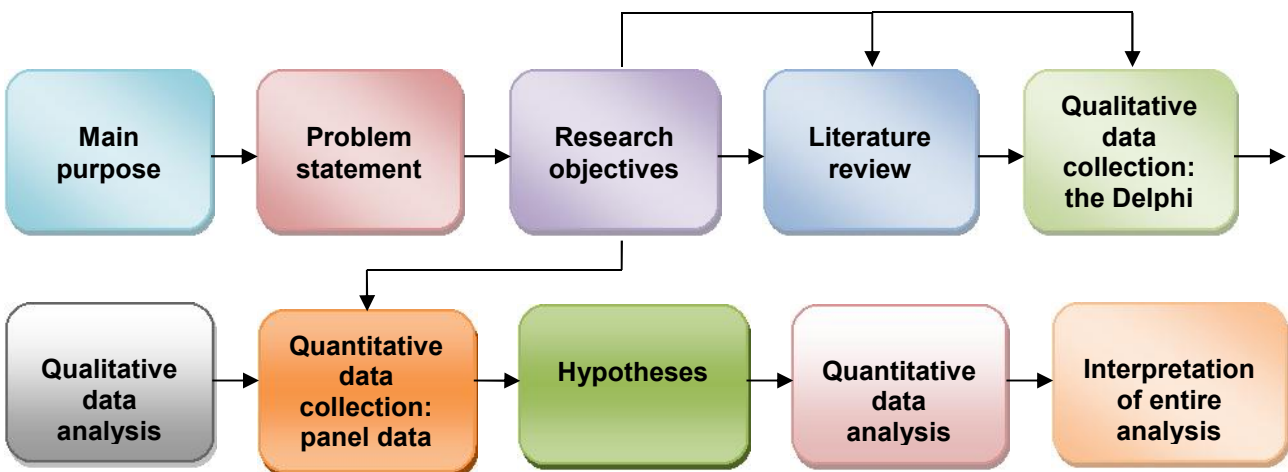 Main
purpose
Problem
statement
Research
objectives
Literature
review
Qualitative
data
collection:
the Delphi
Qualitative
data
analysis
Quantitative
data
collection:
panel data
Hypotheses
Quantitative
data
analysis
Interpretation
of entire
analysis